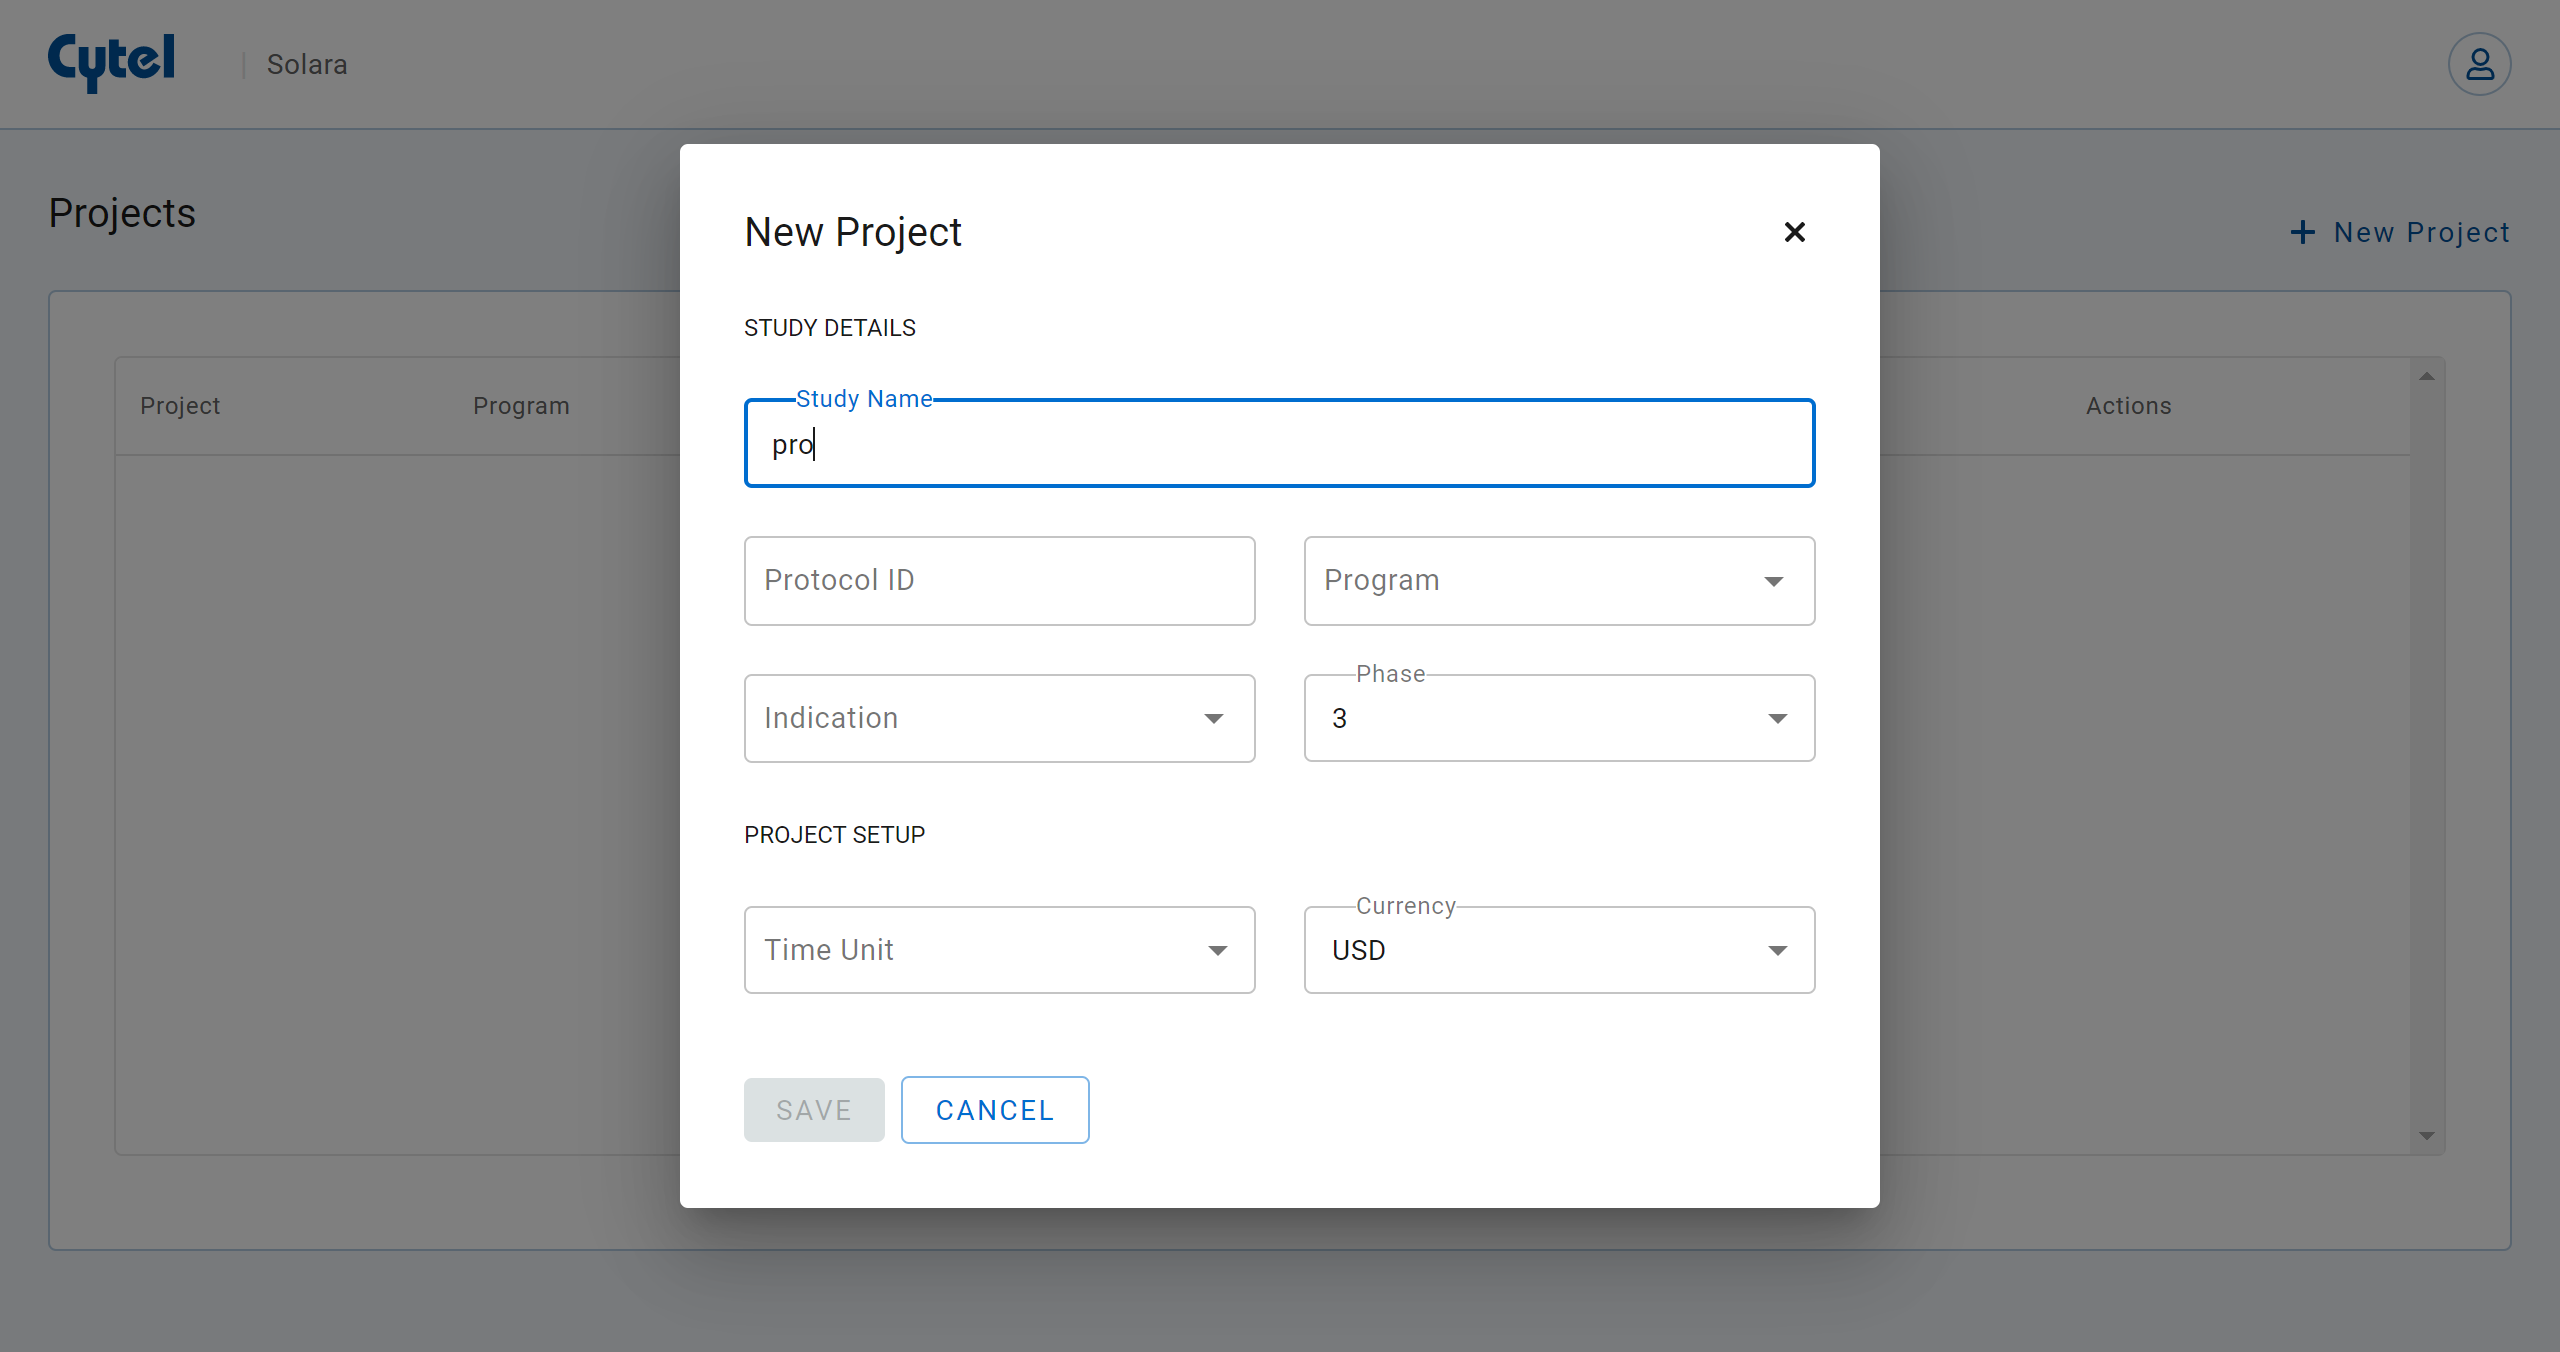 Cytel
| Solara
Projects
New Project
Project
Program
Actions
New Project
STUDY DETAILS
Study Name
pro
Protocol ID
Program
Indication
Phase
3
PROJECT SETUP
Time Unit
Currency
USD
SAVE
CANCEL